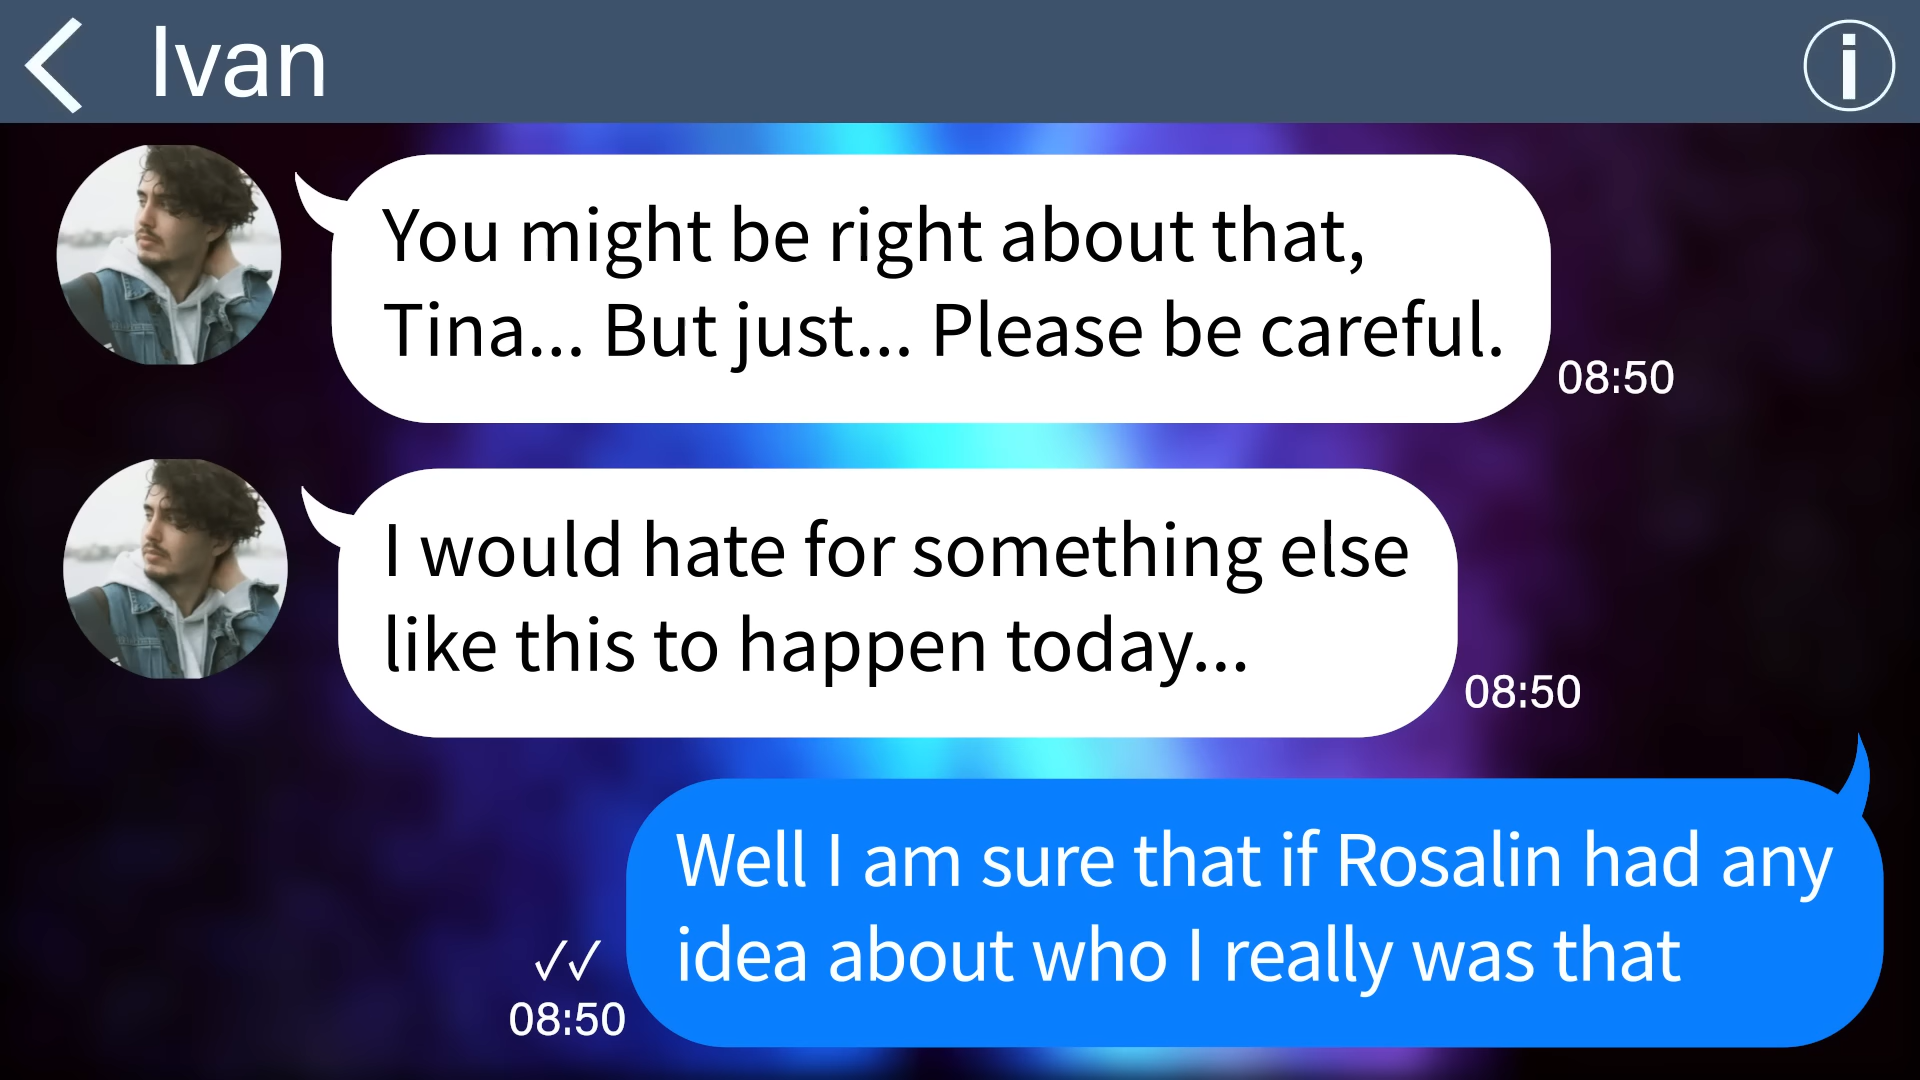 Ivan
You might be right about that,
Tina... But just... Please be careful.
08:50
I would hate for something else
like this to happen today...
08:50
Well I am sure that if Rosalin had any
idea about who I really was that
✓✓
08:50